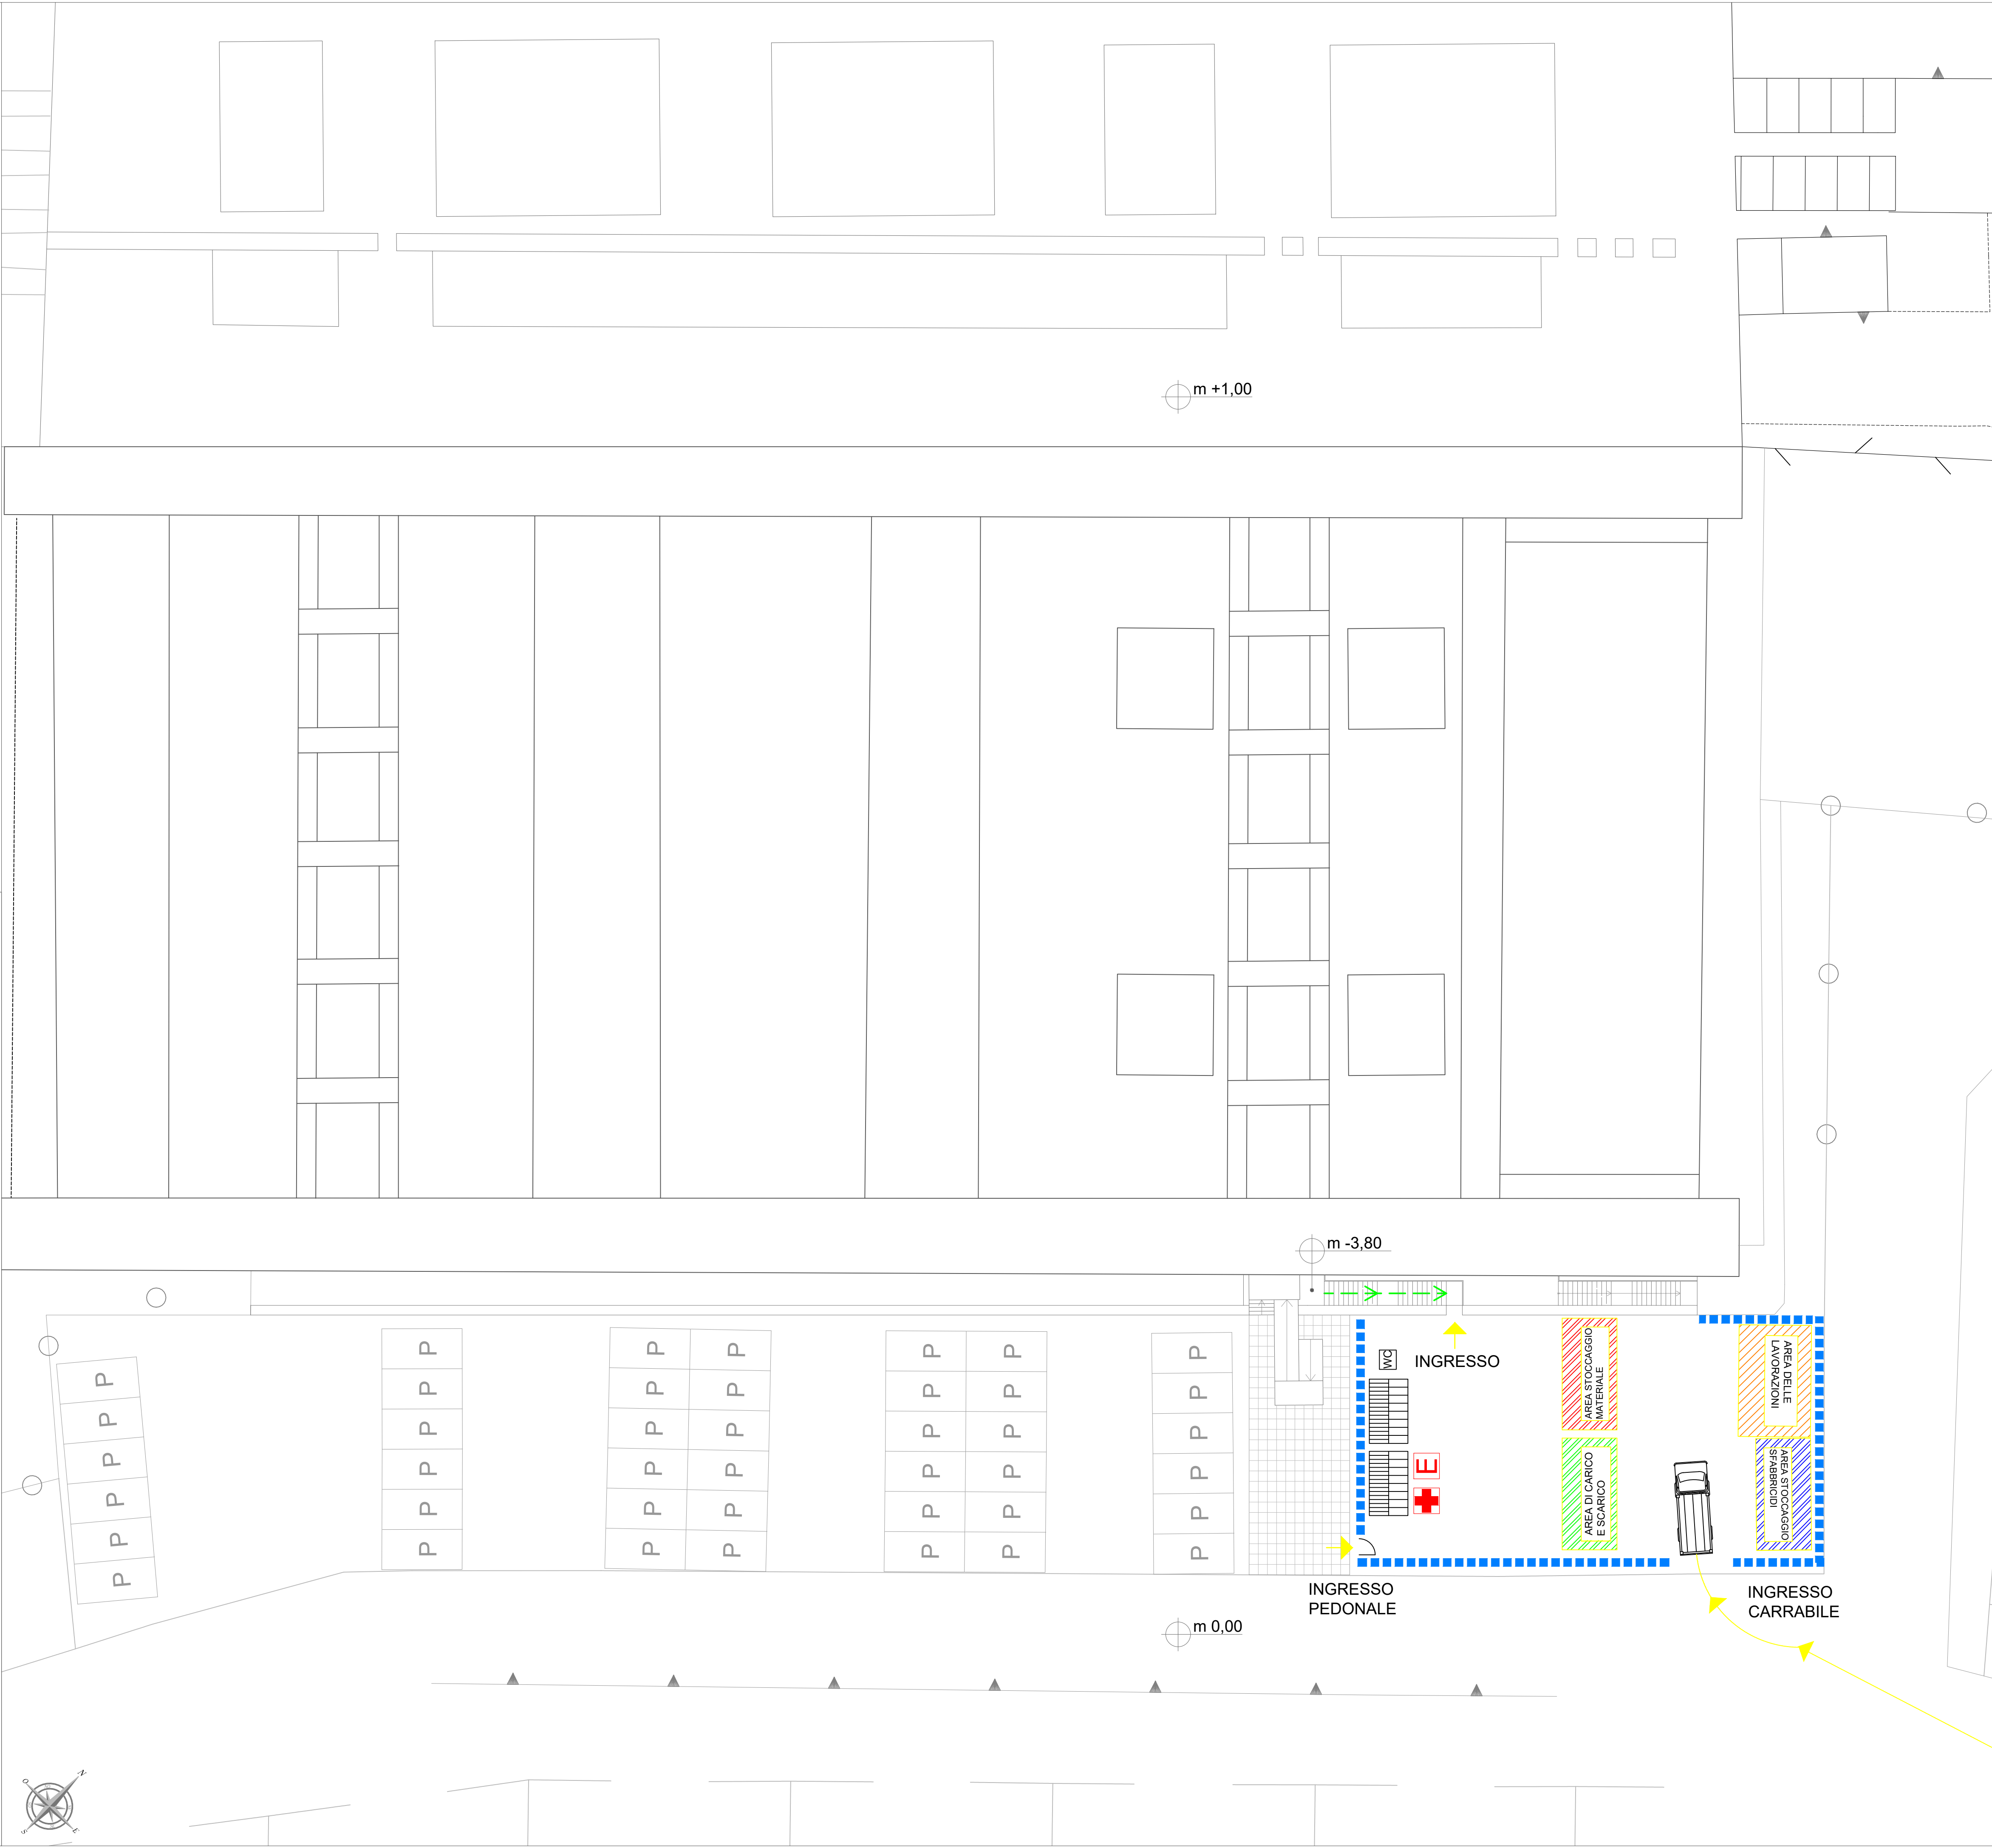 m +1,00
m -3,80
P P P P P P
P P P P P P
P P
P P
P P
P P
P P
P P
P P
P P
P P
P P
P P
P P
P P P P P P
WC
INGRESSO
E
AREA STOCCAGGIO
MATERIALE
AREA DI CARICO
E SCARICO
AREA DELLE
LAVORAZIONI
AREA STOCCAGGIO
SFABBRICIDI
INGRESSO
PEDONALE
INGRESSO
CARRABILE
m 0,00
O N
S E